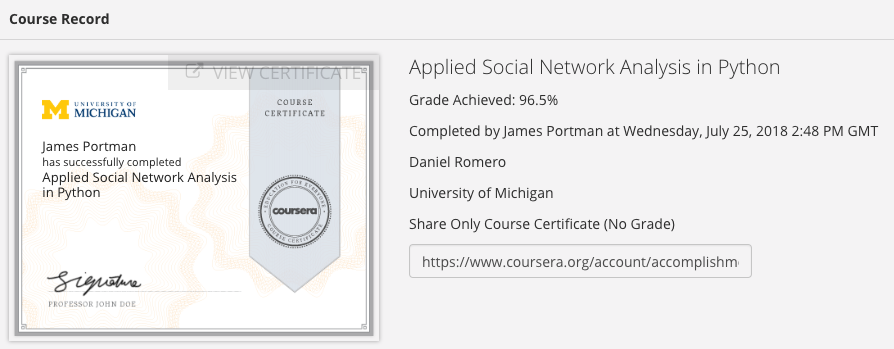 Course Record
VIEW CERTIFICATE
UNIVERSITY OF
MICHIGAN
COURSE
CERTIFICATE
James Portman
has successfully completed
Applied Social Network Analysis
in Python
EDUCATION FOR EVERYONE
coursera
COURSE CERTIFICATE
Signature
PROFESSOR JOHN DOE
Applied Social Network Analysis in Python
Grade Achieved: 96.5%
Completed by James Portman at Wednesday, July 25, 2018 2:48 PM GMT
Daniel Romero
University of Michigan
Share Only Course Certificate (No Grade)
https://www.coursera.org/account/accomplishm